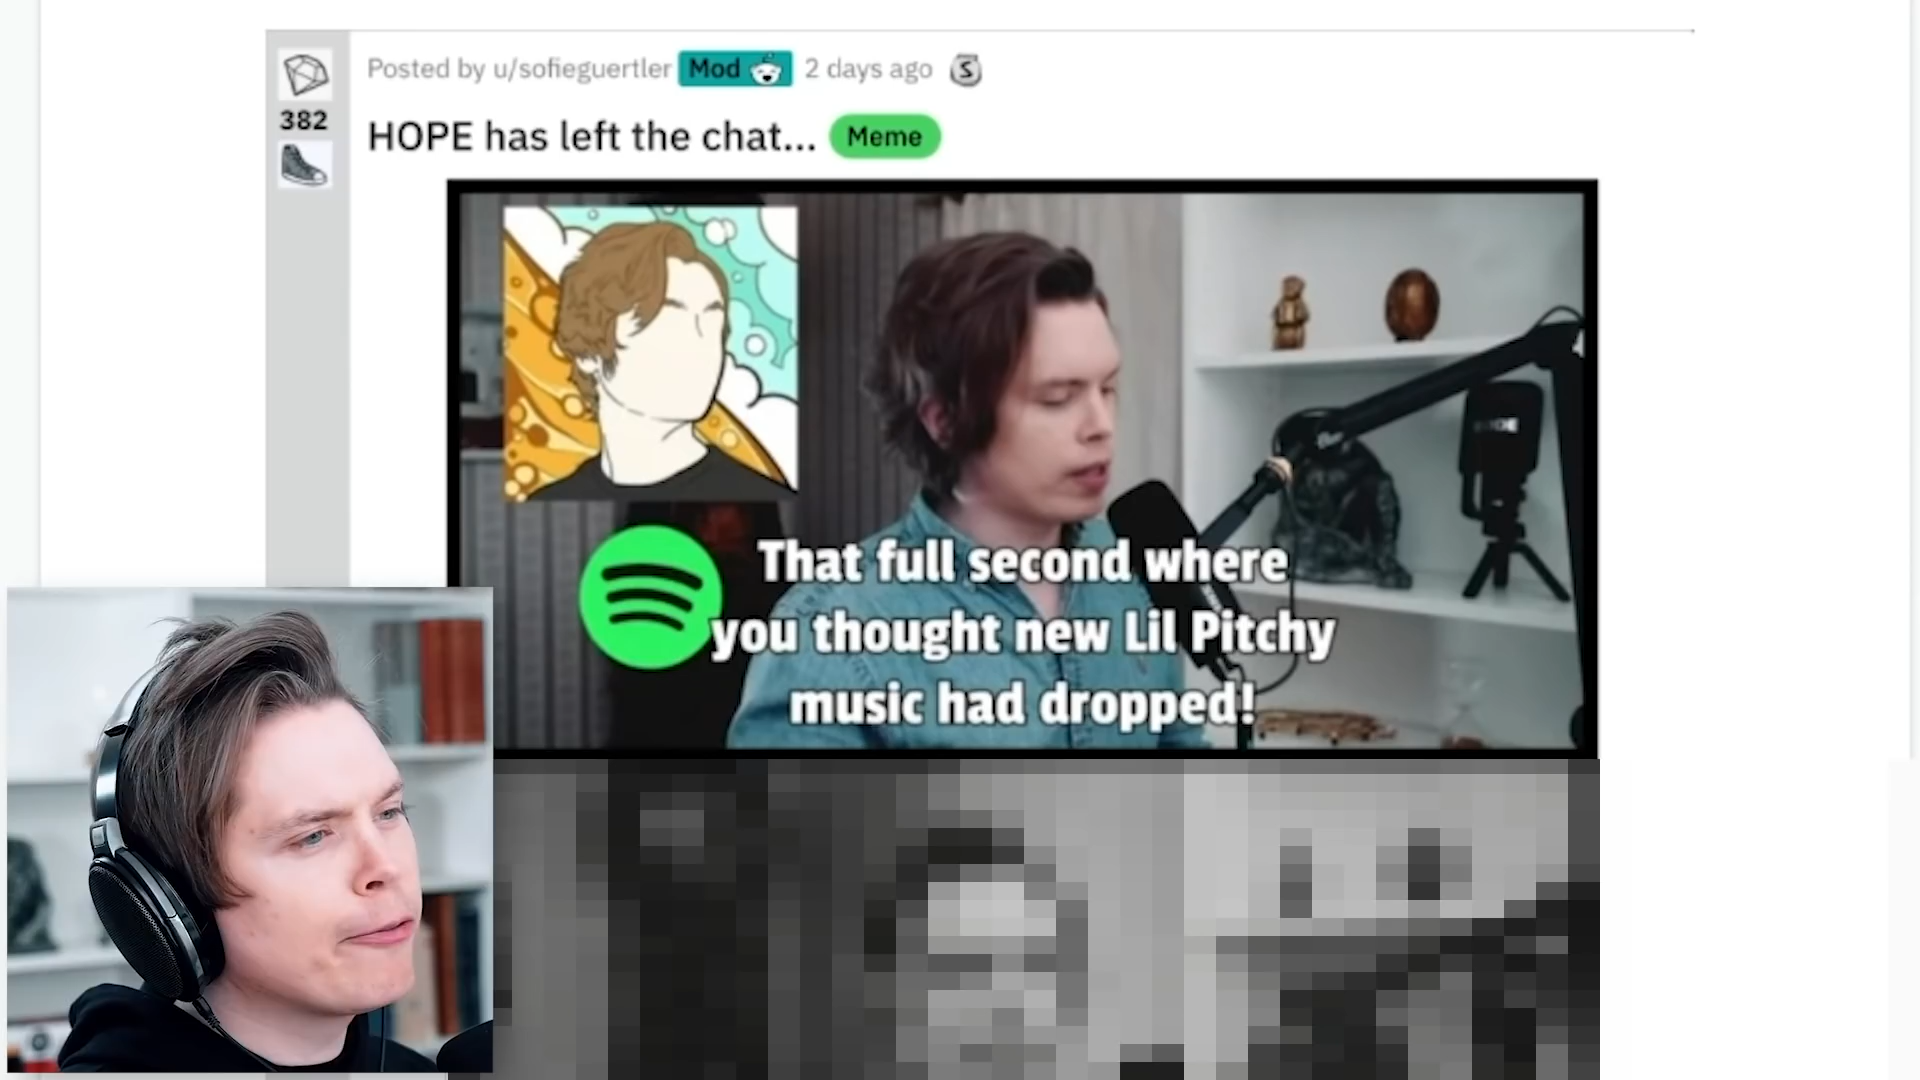 Posted by u/sofieguertler Mod 2 days ago
382
HOPE has left the chat... Meme
That full second where
you thought new Lil Pitchy
music had dropped!